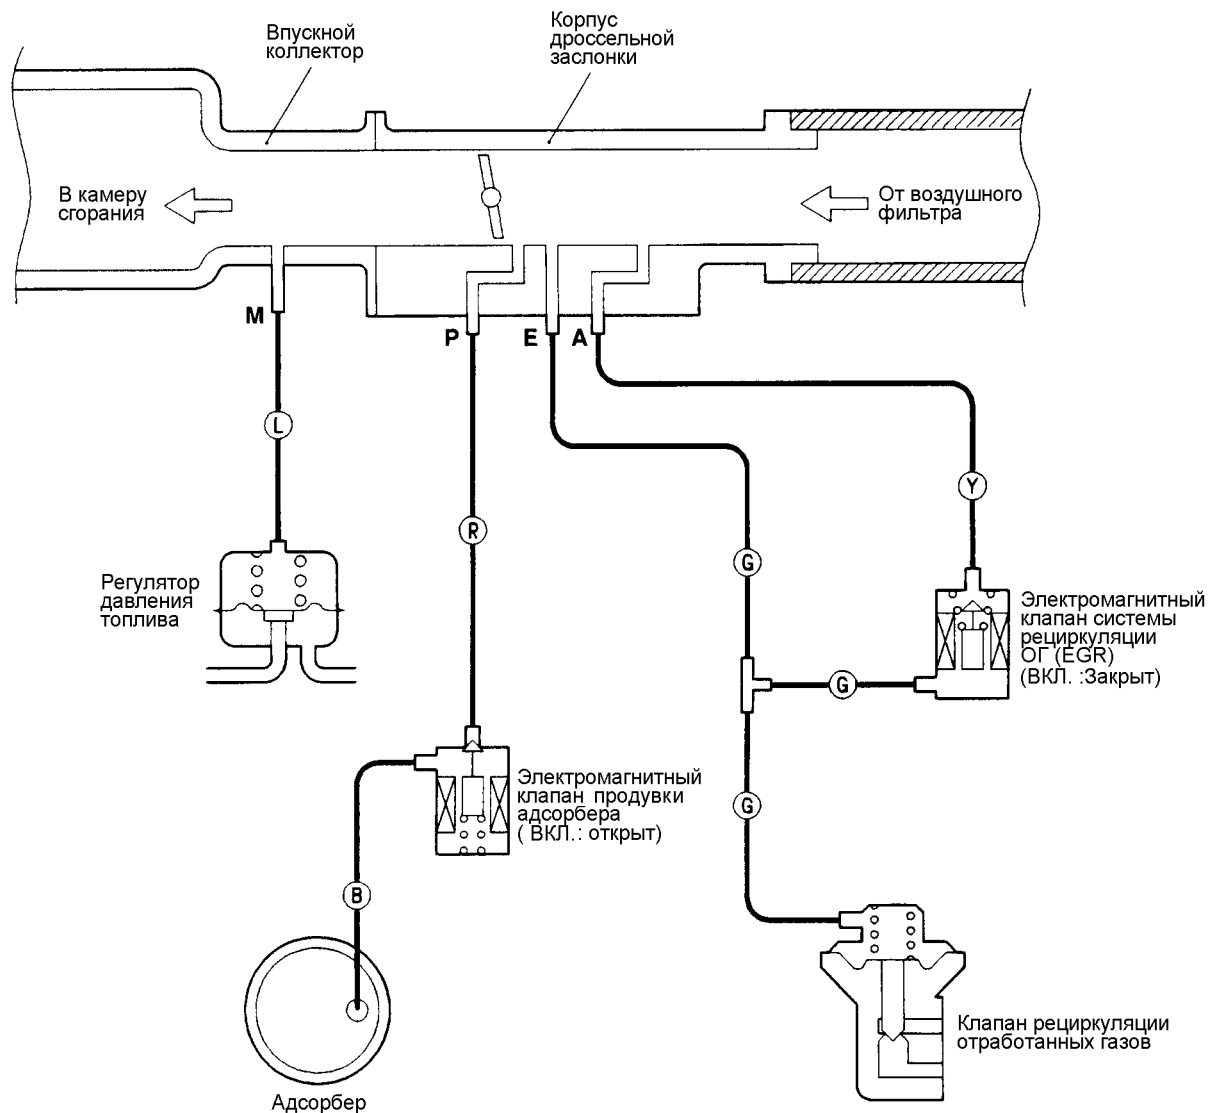 Впускной
коллектор
Корпус
дроссельной
заслонки
В камеру
сгорания
От воздушного
фильтра
M
P
E
A
L
R
G
Y
Регулятор
давления
топлива
Электромагнитный
клапан системы
рециркуляции
ОГ (EGR)
(ВКЛ. :Закрыт)
G
Электромагнитный
клапан продувки
адсорбера
( ВКЛ.: открыт)
G
B
Клапан рециркуляции
отработанных газов
Адсорбер